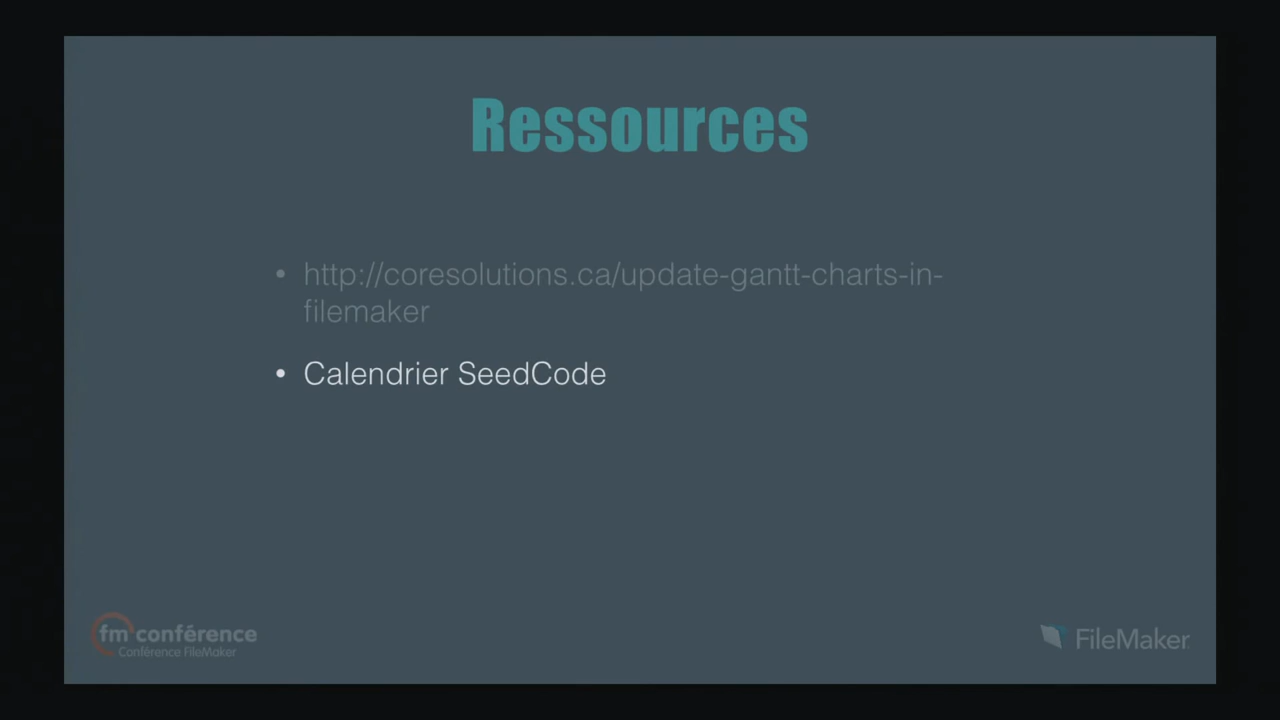 Ressources
• http://coresolutions.ca/update-gantt-charts-in-
filemaker
• Calendrier SeedCode
fm conférence
Conférence FileMaker
FileMaker